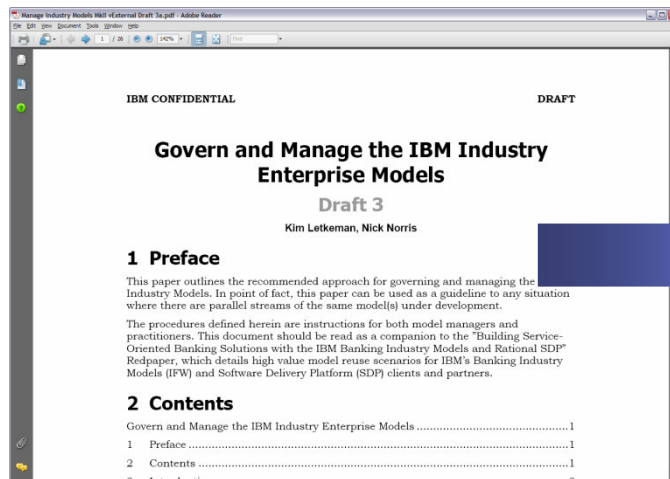 Manage Industry Models MkII vExternal Draft 3a.pdf - Adobe Reader
File Edit View Document Tools Window Help
1 / 26 142% Find
IBM CONFIDENTIAL DRAFT
Govern and Manage the IBM Industry
Enterprise Models
Draft 3
Kim Letkeman, Nick Norris
1 Preface
This paper outlines the recommended approach for governing and managing the
Industry Models. In point of fact, this paper can be used as a guideline to any situation
where there are parallel streams of the same model(s) under development.
The procedures defined herein are instructions for both model managers and
practitioners. This document should be read as a companion to the "Building Service-
Oriented Banking Solutions with the IBM Banking Industry Models and Rational SDP"
Redpaper, which details high value model reuse scenarios for IBM's Banking Industry
Models (IFW) and Software Delivery Platform (SDP) clients and partners.
2 Contents
Govern and Manage the IBM Industry Enterprise Models ..................................................1
1 Preface ..................................................1
2 Contents ..................................................1